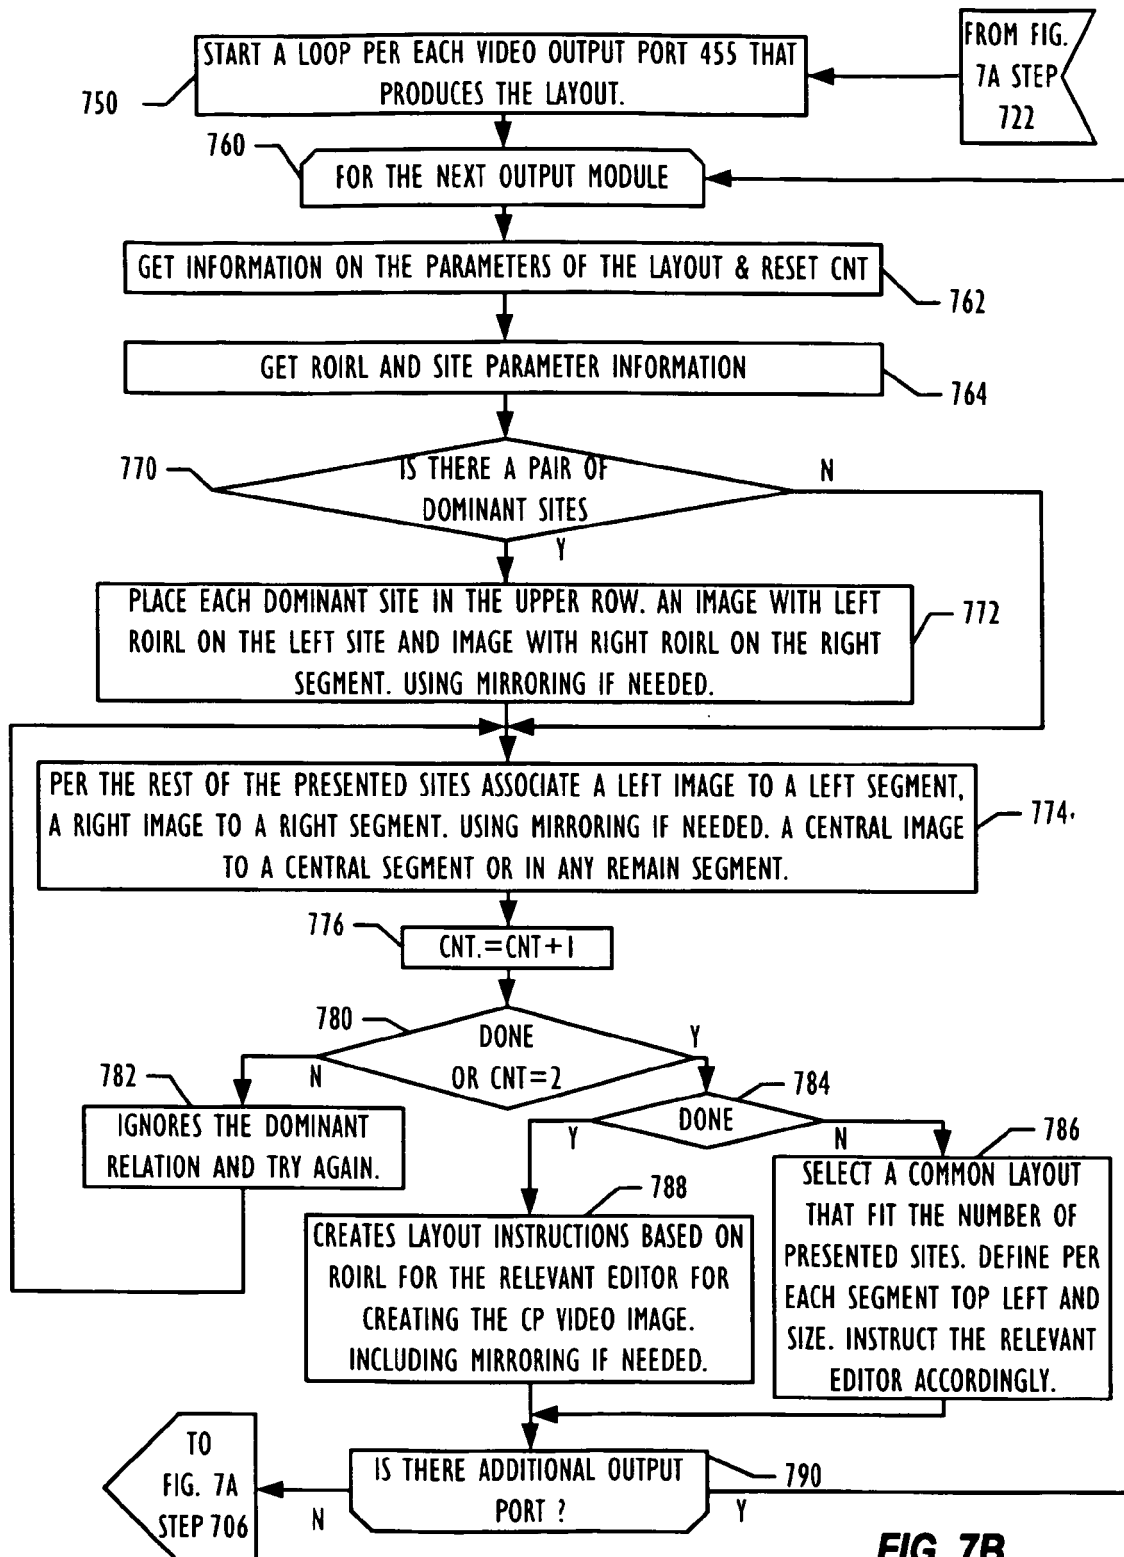 START A LOOP PER EACH VIDEO OUTPUT PORT 455 THAT
PRODUCES THE LAYOUT.
750
FROM FIG.
7A STEP
722
760
FOR THE NEXT OUTPUT MODULE
GET INFORMATION ON THE PARAMETERS OF THE LAYOUT & RESET CNT
762
GET ROIRL AND SITE PARAMETER INFORMATION
764
770
IS THERE A PAIR OF
DOMINANT SITES
N
Y
PLACE EACH DOMINANT SITE IN THE UPPER ROW. AN IMAGE WITH LEFT
ROIRL ON THE LEFT SITE AND IMAGE WITH RIGHT ROIRL ON THE RIGHT
SEGMENT. USING MIRRORING IF NEEDED.
772
PER THE REST OF THE PRESENTED SITES ASSOCIATE A LEFT IMAGE TO A LEFT SEGMENT,
A RIGHT IMAGE TO A RIGHT SEGMENT. USING MIRRORING IF NEEDED. A CENTRAL IMAGE
TO A CENTRAL SEGMENT OR IN ANY REMAIN SEGMENT.
774.
776
CNT.=CNT+1
780
DONE
OR CNT=2
N
Y
782
IGNORES THE DOMINANT
RELATION AND TRY AGAIN.
784
DONE
Y
N
786
SELECT A COMMON LAYOUT
THAT FIT THE NUMBER OF
PRESENTED SITES. DEFINE PER
EACH SEGMENT TOP LEFT AND
SIZE. INSTRUCT THE RELEVANT
EDITOR ACCORDINGLY.
788
CREATES LAYOUT INSTRUCTIONS BASED ON
ROIRL FOR THE RELEVANT EDITOR FOR
CREATING THE CP VIDEO IMAGE.
INCLUDING MIRRORING IF NEEDED.
IS THERE ADDITIONAL OUTPUT
PORT ?
790
N
Y
TO
FIG. 7A
STEP 706
FIG. 7B